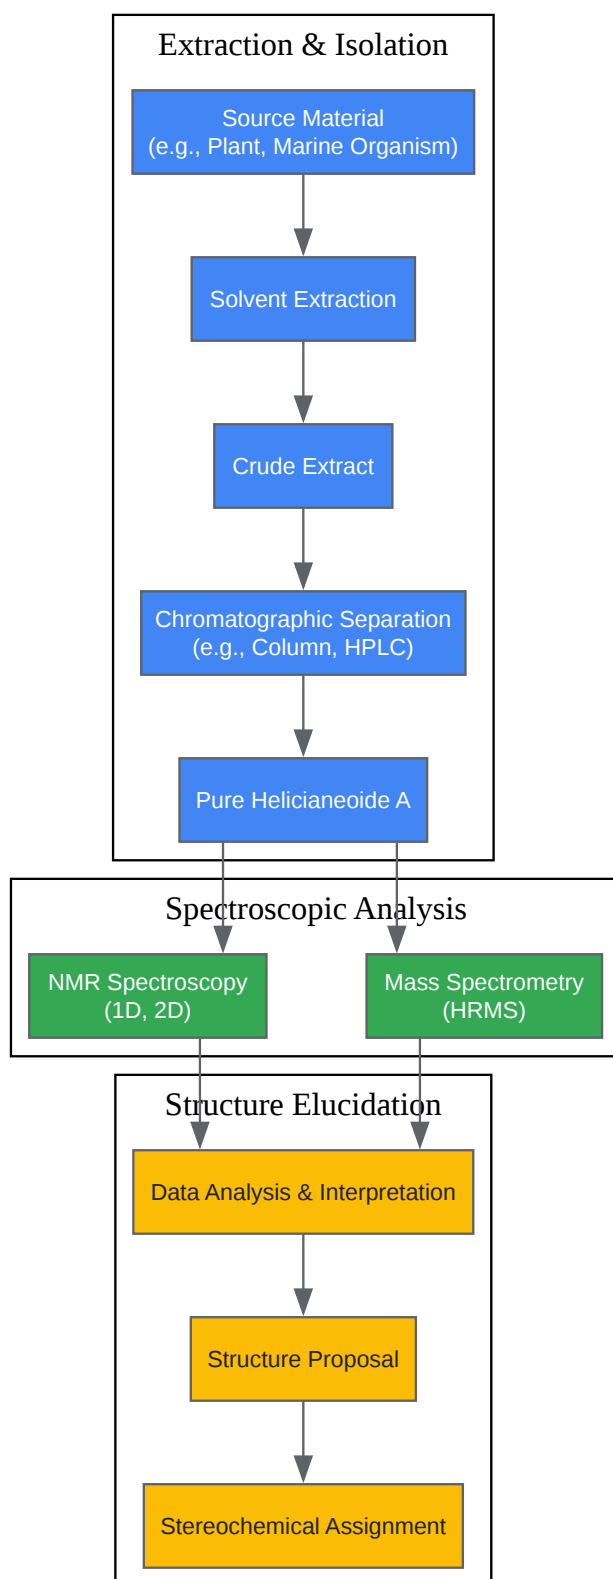 Extraction & Isolation
Source Material
(e.g., Plant, Marine Organism)
Solvent Extraction
Crude Extract
Chromatographic Separation
(e.g., Column, HPLC)
Pure Helicianeoide A
Spectroscopic Analysis
NMR Spectroscopy
(1D, 2D)
Mass Spectrometry
(HRMS)
Structure Elucidation
Data Analysis & Interpretation
Structure Proposal
Stereochemical Assignment